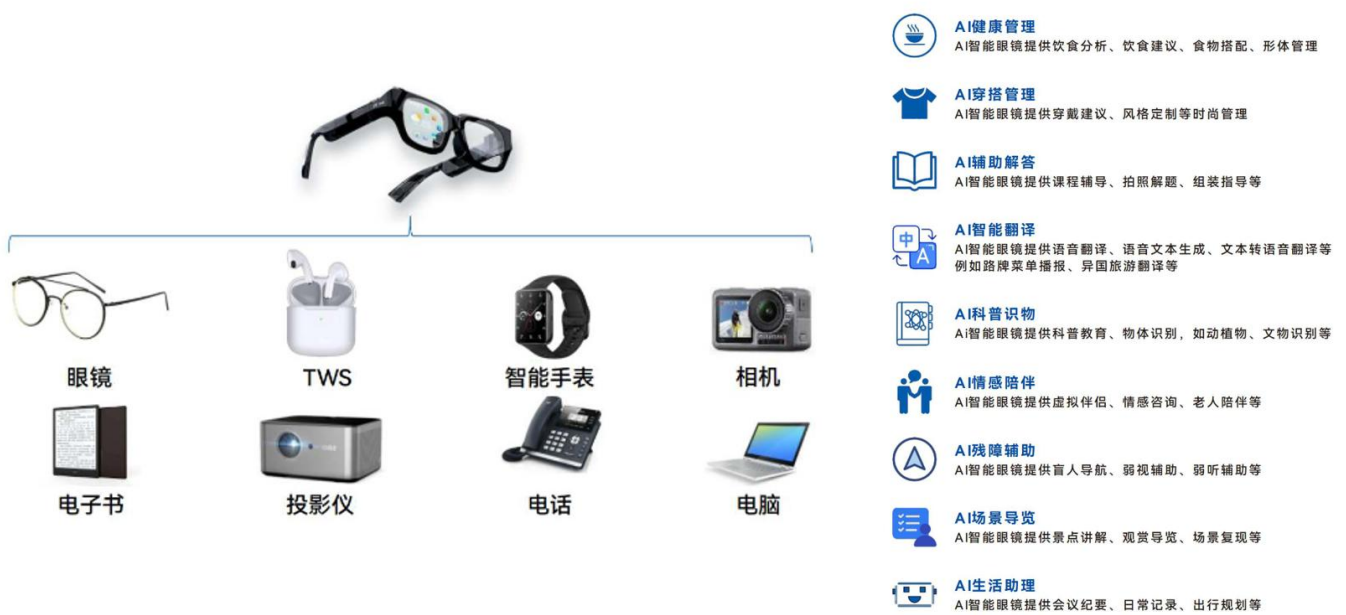 眼镜
TWS
智能手表
相机
电子书
投影仪
电话
电脑
AI健康管理
AI智能眼镜提供饮食分析、饮食建议、食物搭配、形体管理
AI穿搭管理
AI智能眼镜提供穿戴建议、风格定制等时尚管理
AI辅助解答
AI智能眼镜提供课程辅导、拍照解题、组装指导等
中
A
AI智能翻译
AI智能眼镜提供语音翻译、语音文本生成、文本转语音翻译等
例如路牌菜单播报、异国旅游翻译等
AI科普识物
Ai智能眼镜提供科普教育、物体识别，如动植物、文物识别等
AI情感陪伴
AI智能眼镜提供虚拟伴侣、情感咨询、老人陪伴等
AI残障辅助
AI智能眼镜提供盲人导航、弱视辅助、弱听辅助等
AI场景导览
AI智能眼镜提供景点讲解、观赏导览、场景复现等
AI生活助理
AI智能眼镜提供会议纪要、日常记录、出行规划等